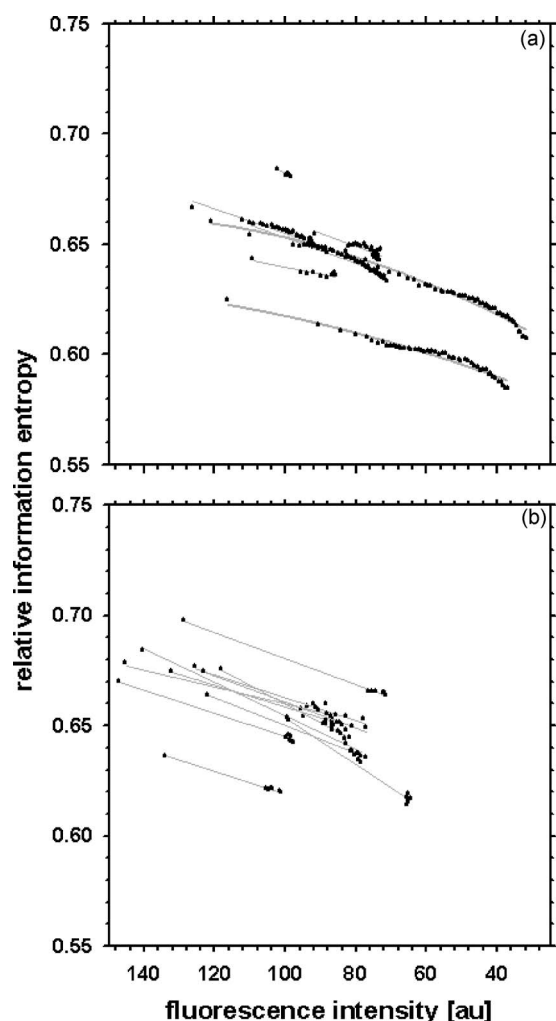 0.75
(a)
0.70
0.65
0.60
0.55
relative information entropy
0.75
(b)
0.70
0.65
0.60
0.55
140 120 100 80 60 40
fluorescence intensity [au]